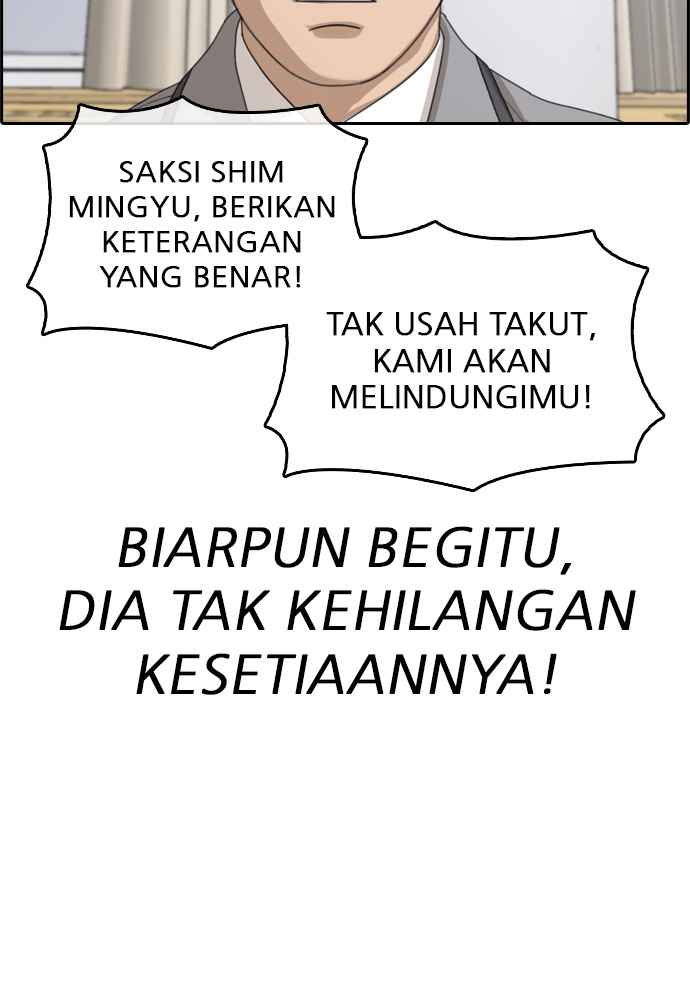 SAKSI SHIM
MINGYU, BERIKAN
KETERANGAN
YANG BENAR!
TAK USAH TAKUT,
KAMI AKAN
MELINDUNGIMU!
BIARPUN BEGITU,
DIA TAK KEHILANGAN
KESETIAANNYA!